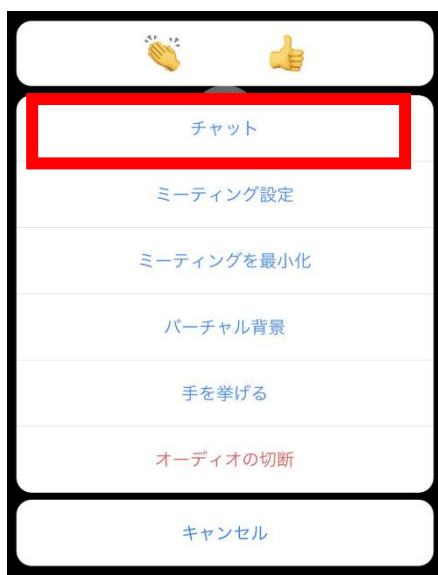 チャット
ミーティング設定
ミーティングを最小化
バーチャル背景
手を挙げる
オーディオの切断
キャンセル